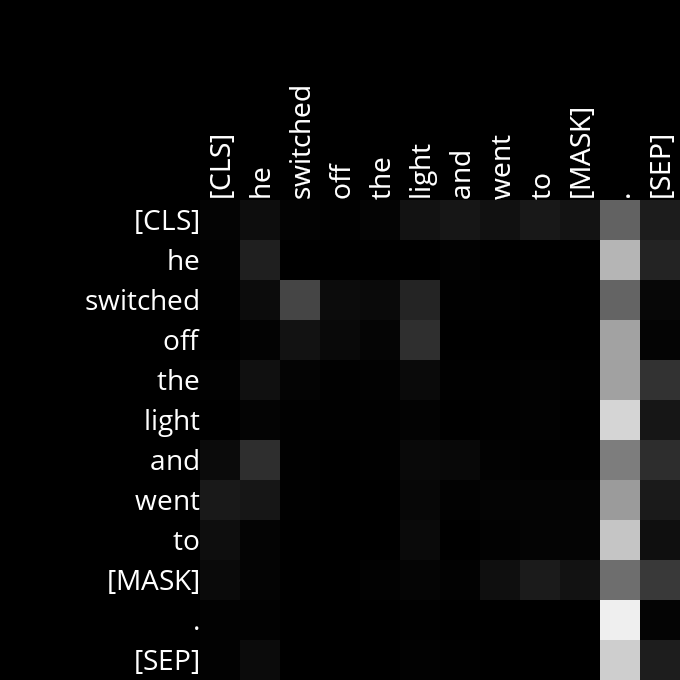 [CLS] he switched off the light and went to [MASK] . [SEP]
[CLS]
he
switched
off
the
light
and
went
to
[MASK]
.
[SEP]